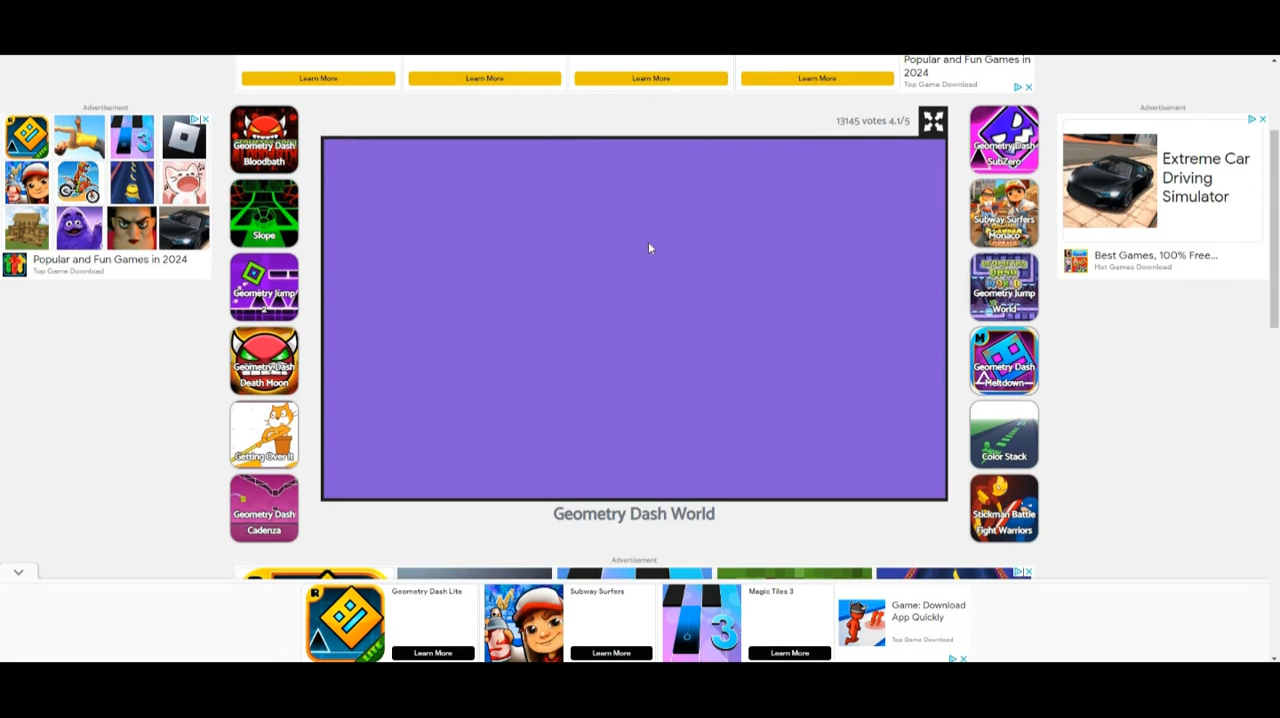 Learn More
Learn More
Learn More
Learn More
Popular and Fun Games in
2024
Top Game Download
Advertisement
Popular and Fun Games in 2024
Top Game Download
Geometry Dash
Bloodbath
Slope
Geometry Jump
2
Geometry Dash
Death Moon
Getting Over It
Geometry Dash
Cadenza
13145 votes 4.1/5
Geometry Dash World
Geometry Dash
SubZero
Subway Surfers
Monaco
Geometry Jump
World
Geometry Dash
Meltdown
Color Stack
Stickman Battle
Fight Warriors
Advertisement
Extreme Car
Driving
Simulator
Best Games, 100% Free...
Hot Games Download
Advertisement
Geometry Dash Lite
Learn More
Subway Surfers
Learn More
Magic Tiles 3
Learn More
Game: Download
App Quickly
Top Game Download